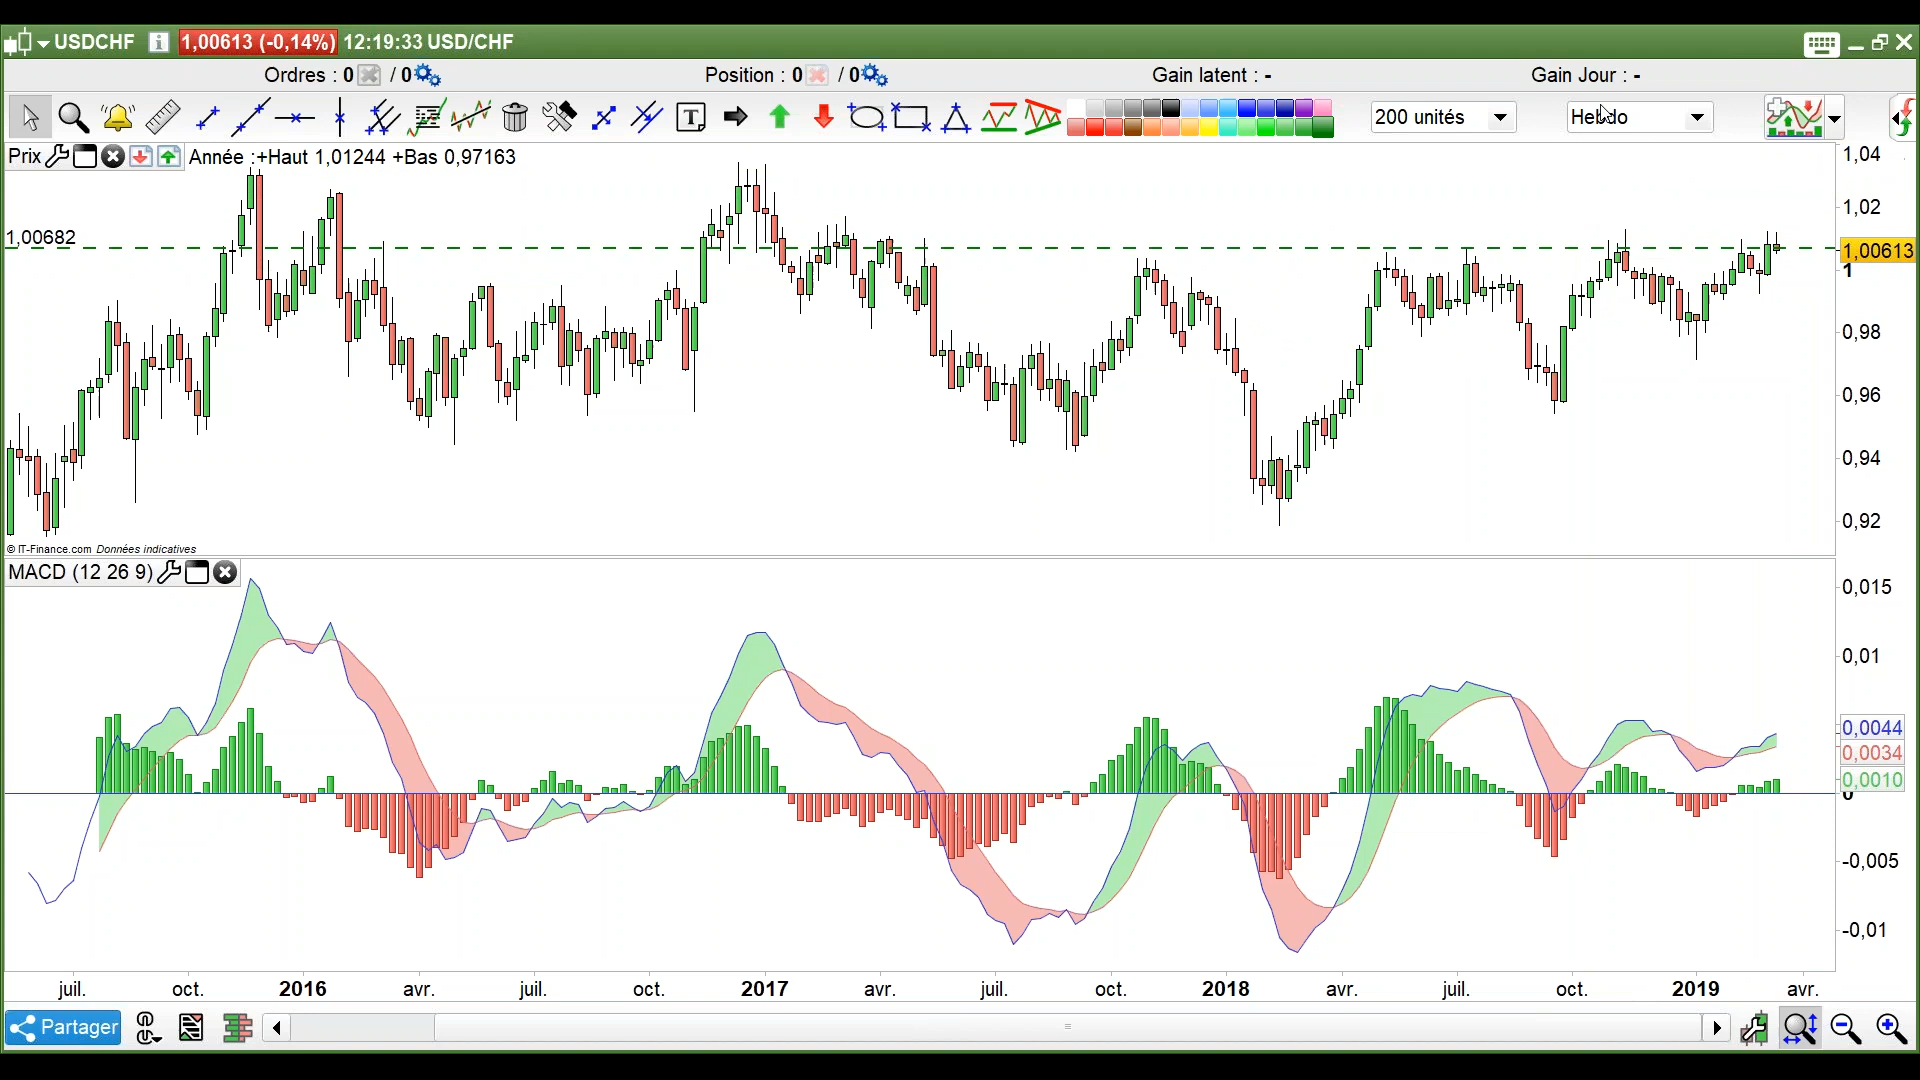 USDCHF i 1,00613 (-0,14%) 12:19:33 USD/CHF
Ordres : 0 / 0 Position : 0 / 0 Gain latent : - Gain Jour : -
T 200 unités Hebdo
Prix Année :+Haut 1,01244 +Bas 0,97163
1,04
1,02
1,00682
1,00613
1
0,98
0,96
0,94
0,92
© IT-Finance.com Données indicatives
MACD (12 26 9)
0,015
0,01
0,0044
0,0034
0,0010
0
-0,005
-0,01
juil. oct. 2016 avr. juil. oct. 2017 avr. juil. oct. 2018 avr. juil. oct. 2019 avr.
Partager